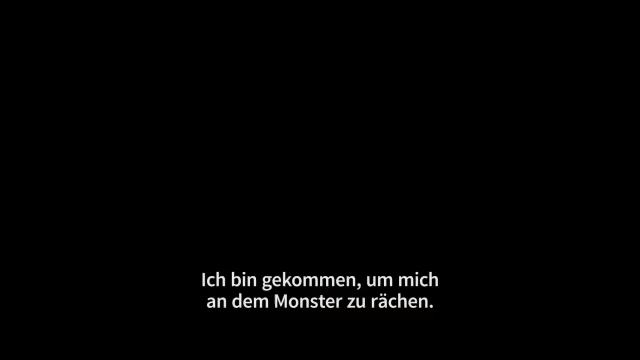 Ich bin gekommen, um mich
an dem Monster zu rächen.